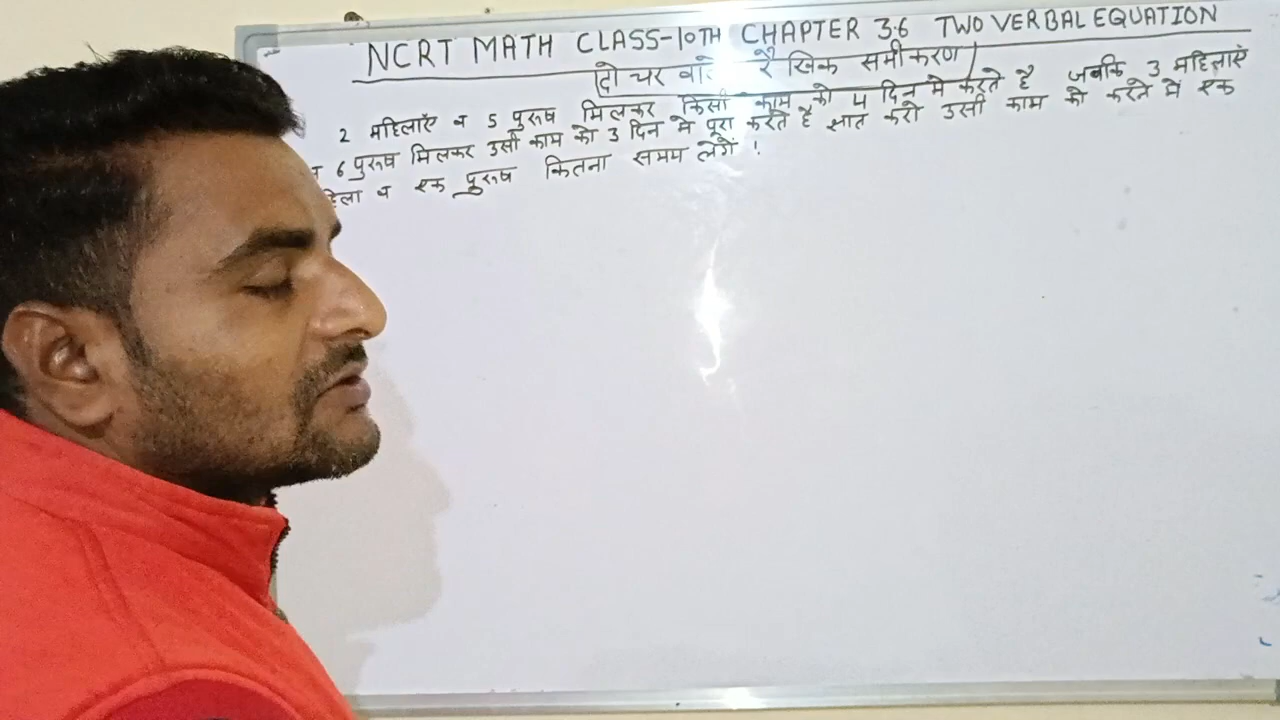 NCRT MATH CLASS-10TH CHAPTER 3.6 TWO VERBAL EQUATION
दो चर वाले रैखिक समीकरण
2 महिलाएं व 5 पुरूष मिलकर किसी काम को 4 दिन मे करते है जबकि 3 महिलाएं
व 6 पुरूष मिलकर उसी काम को 3 दिन मे पूरा करते है ज्ञात करो उसी काम को करने में एक
व एक पुरूष कितना समय लेगें !